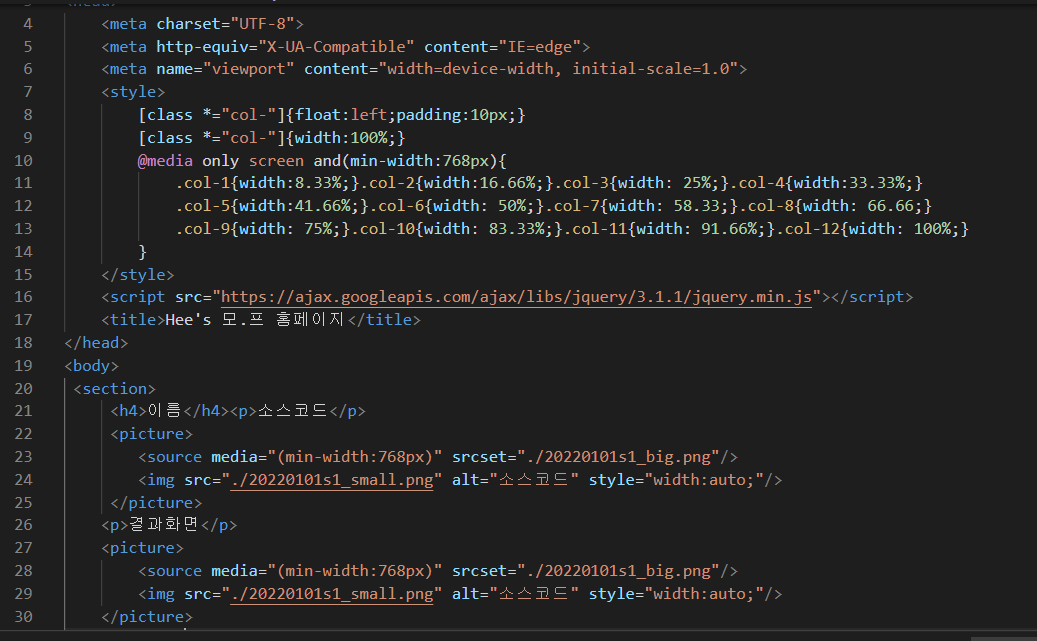 4 <meta charset="UTF-8">
5 <meta http-equiv="X-UA-Compatible" content="IE=edge">
6 <meta name="viewport" content="width=device-width, initial-scale=1.0">
7 <style>
8 [class *="col-"]{float:left;padding:10px;}
9 [class *="col-"]{width:100%;}
10 @media only screen and(min-width:768px){
11 .col-1{width:8.33%;}.col-2{width:16.66%;}.col-3{width: 25%;}.col-4{width:33.33%;}
12 .col-5{width:41.66%;}.col-6{width: 50%;}.col-7{width: 58.33;}.col-8{width: 66.66;}
13 .col-9{width: 75%;}.col-10{width: 83.33%;}.col-11{width: 91.66%;}.col-12{width: 100%;}
14 }
15 </style>
16 <script src="https://ajax.googleapis.com/ajax/libs/jquery/3.1.1/jquery.min.js"></script>
17 <title>Hee's 모.프 홈페이지</title>
18 </head>
19 <body>
20 <section>
21 <h4>이름</h4><p>소스코드</p>
22 <picture>
23 <source media="(min-width:768px)" srcset="./20220101s1_big.png"/>
24 <img src="./20220101s1_small.png" alt="소스코드" style="width:auto;"/>
25 </picture>
26 <p>결과화면</p>
27 <picture>
28 <source media="(min-width:768px)" srcset="./20220101s1_big.png"/>
29 <img src="./20220101s1_small.png" alt="소스코드" style="width:auto;"/>
30 </picture>